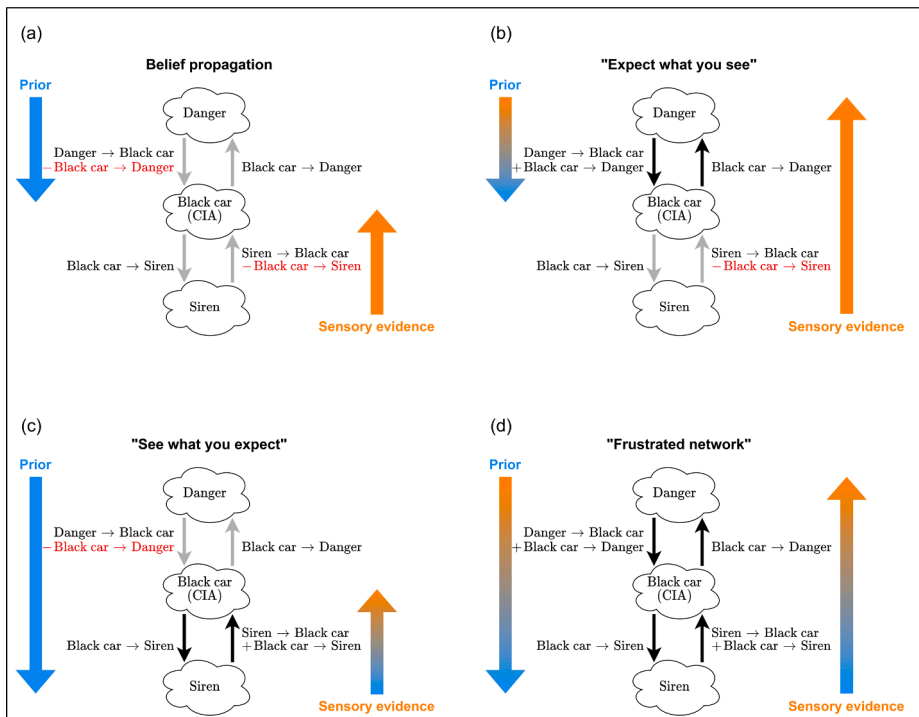 (a)
Belief propagation
Prior
Danger
Danger → Black car
− Black car → Danger
Black car → Danger
Black car
(CIA)
Black car → Siren
Siren → Black car
− Black car → Siren
Siren
Sensory evidence
(b)
"Expect what you see"
Prior
Danger
Danger → Black car
+Black car → Danger
Black car → Danger
Black car
(CIA)
Black car → Siren
Siren → Black car
− Black car → Siren
Siren
Sensory evidence
(c)
"See what you expect"
Prior
Danger
Danger → Black car
− Black car → Danger
Black car → Danger
Black car
(CIA)
Black car → Siren
Siren → Black car
+Black car → Siren
Siren
Sensory evidence
(d)
"Frustrated network"
Prior
Danger
Danger → Black car
+Black car → Danger
Black car → Danger
Black car
(CIA)
Black car → Siren
Siren → Black car
+Black car → Siren
Siren
Sensory evidence